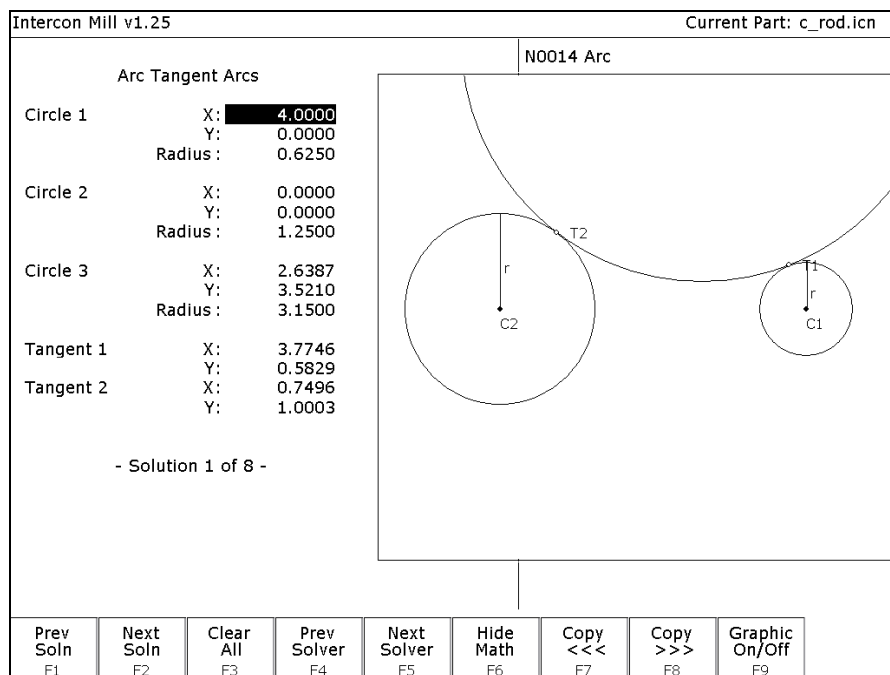 Intercon Mill v1.25 Current Part: c_rod.icn
N0014 Arc
Arc Tangent Arcs
Circle 1 X: 4.0000
Y: 0.0000
Radius: 0.6250
Circle 2 X: 0.0000
Y: 0.0000
Radius: 1.2500
Circle 3 X: 2.6387
Y: 3.5210
Radius: 3.1500
Tangent 1 X: 3.7746
Y: 0.5829
Tangent 2 X: 0.7496
Y: 1.0003
- Solution 1 of 8 -
T2
T1
r
r
C2
C1
Prev Next Clear Prev Next Hide Copy Copy Graphic
Soln Soln All Solver Solver Math <<< >>> On/Off
F1 F2 F3 F4 F5 F6 F7 F8 F9